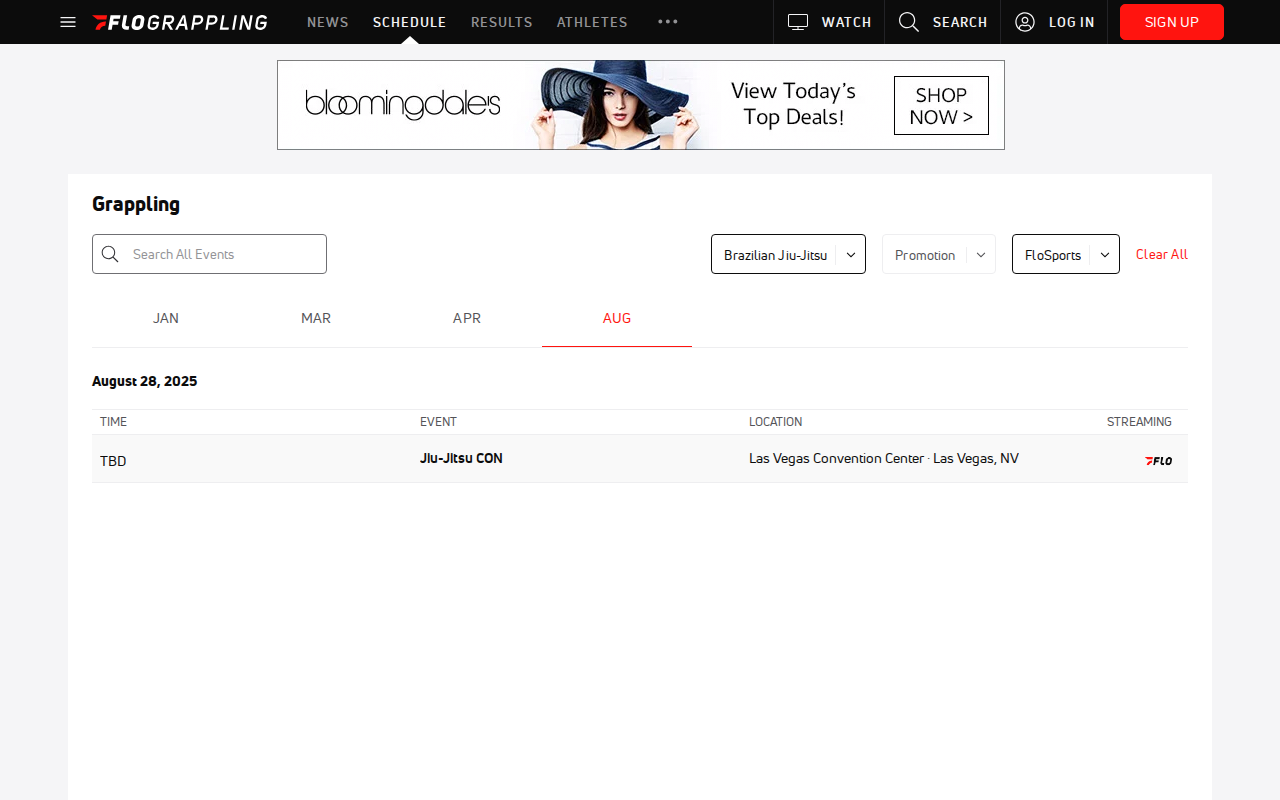 FLOGRAPPLING
NEWS
SCHEDULE
RESULTS
ATHLETES
WATCH
SEARCH
LOG IN
SIGN UP
bloomingdale's
View Today's
Top Deals!
SHOP
NOW >
Grappling
Search All Events
Brazilian Jiu-Jitsu
Promotion
FloSports
Clear All
JAN
MAR
APR
AUG
August 28, 2025
TIME
EVENT
LOCATION
STREAMING
TBD
Jiu-Jitsu CON
Las Vegas Convention Center · Las Vegas, NV
FLO